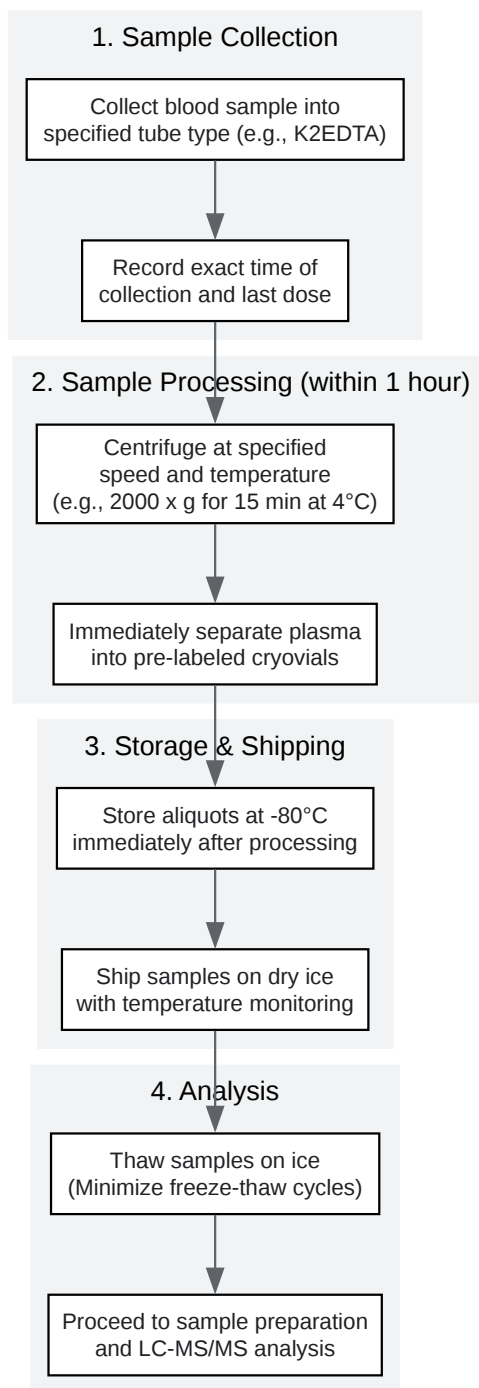 1. Sample Collection
Collect blood sample into
specified tube type (e.g., K2EDTA)
Record exact time of
collection and last dose
2. Sample Processing (within 1 hour)
Centrifuge at specified
speed and temperature
(e.g., 2000 x g for 15 min at 4°C)
Immediately separate plasma
into pre-labeled cryovials
3. Storage & Shipping
Store aliquots at -80°C
immediately after processing
Ship samples on dry ice
with temperature monitoring
4. Analysis
Thaw samples on ice
(Minimize freeze-thaw cycles)
Proceed to sample preparation
and LC-MS/MS analysis